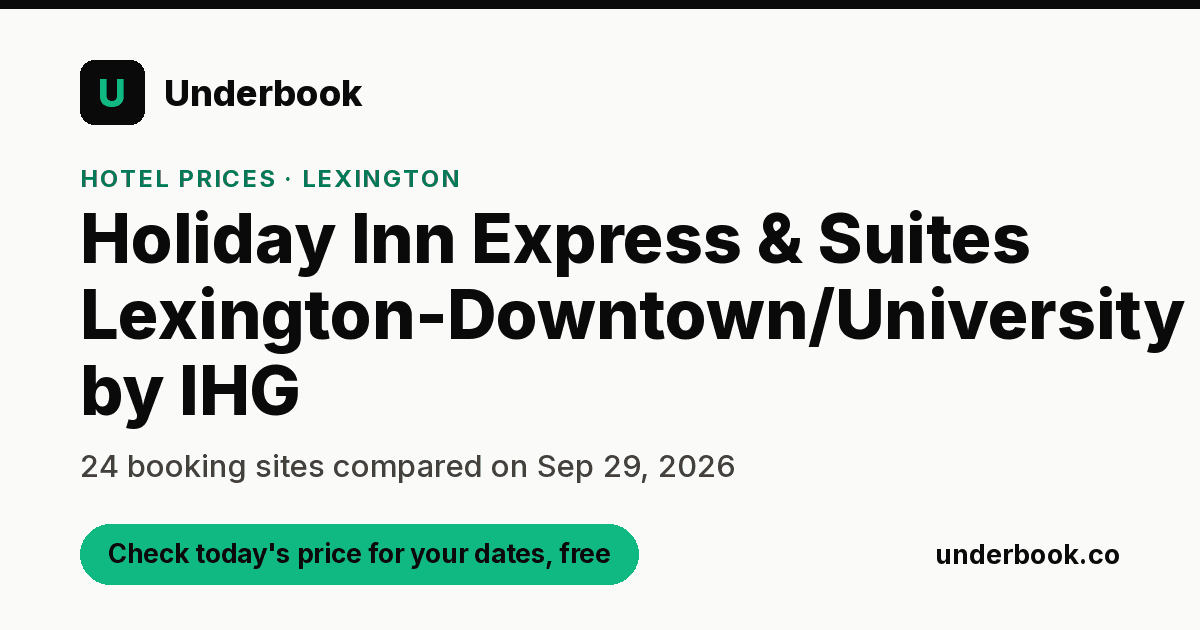 U Underbook
HOTEL PRICES · LEXINGTON
Holiday Inn Express & Suites
Lexington-Downtown/University
by IHG
24 booking sites compared on Sep 29, 2026
Check today's price for your dates, free
underbook.co